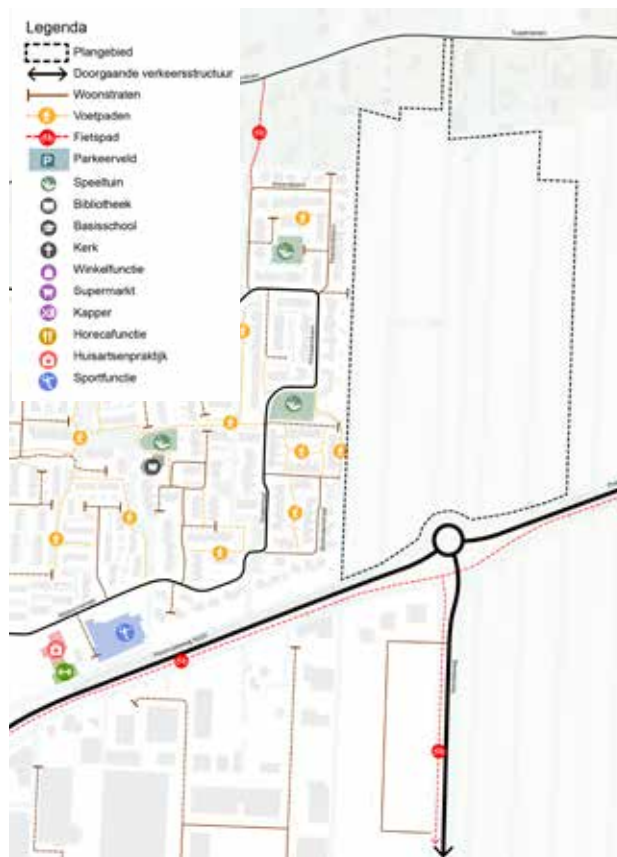 Legenda
Plangebied
Doorgaande verkeersstructuur
Woonstraten
Voetpaden
Fietspad
Parkeerveld
P
Speeltuin
Bibliotheek
Basisschool
Kerk
Winkelfunctie
Supermarkt
Kapper
Horecafunctie
Huisartsenpraktijk
Sportfunctie